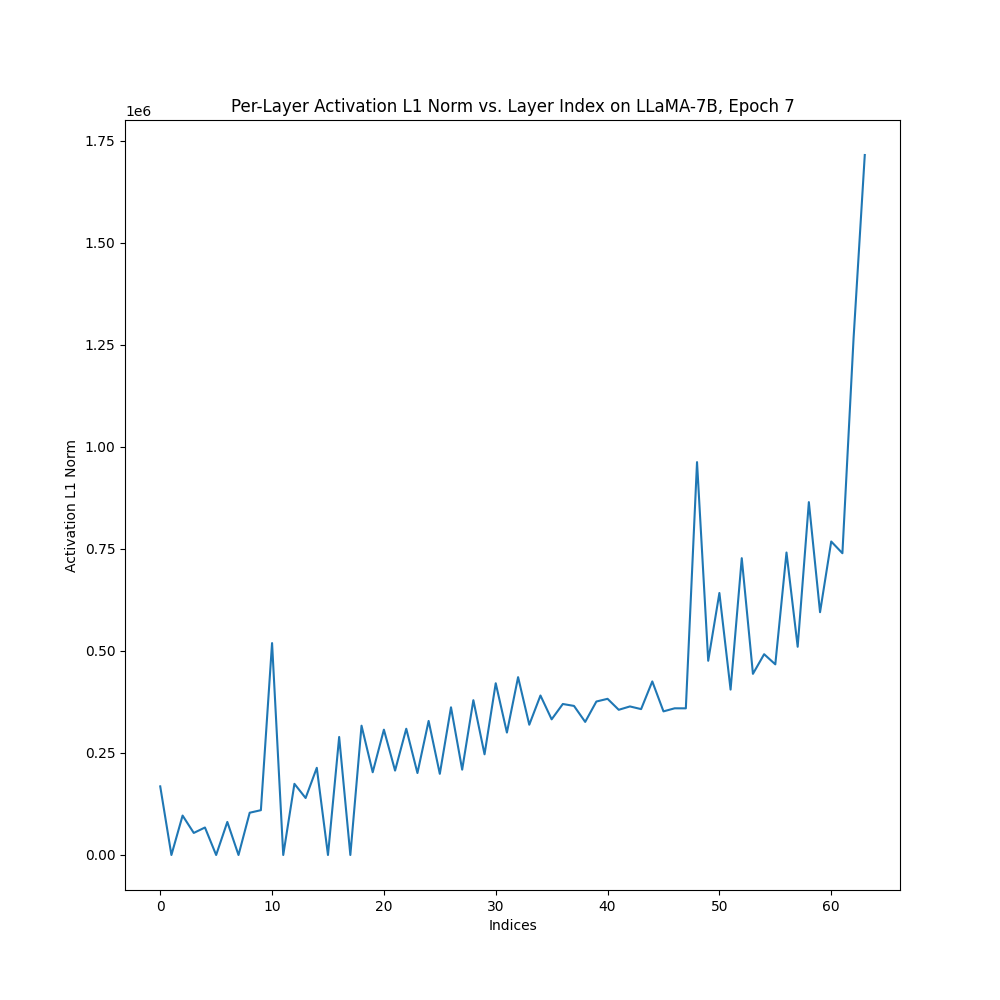 Per-Layer Activation L1 Norm vs. Layer Index on LLaMA-7B, Epoch 7
1e6
1.75
1.50
1.25
1.00
0.75
0.50
0.25
0.00
Activation L1 Norm
0 10 20 30 40 50 60
Indices